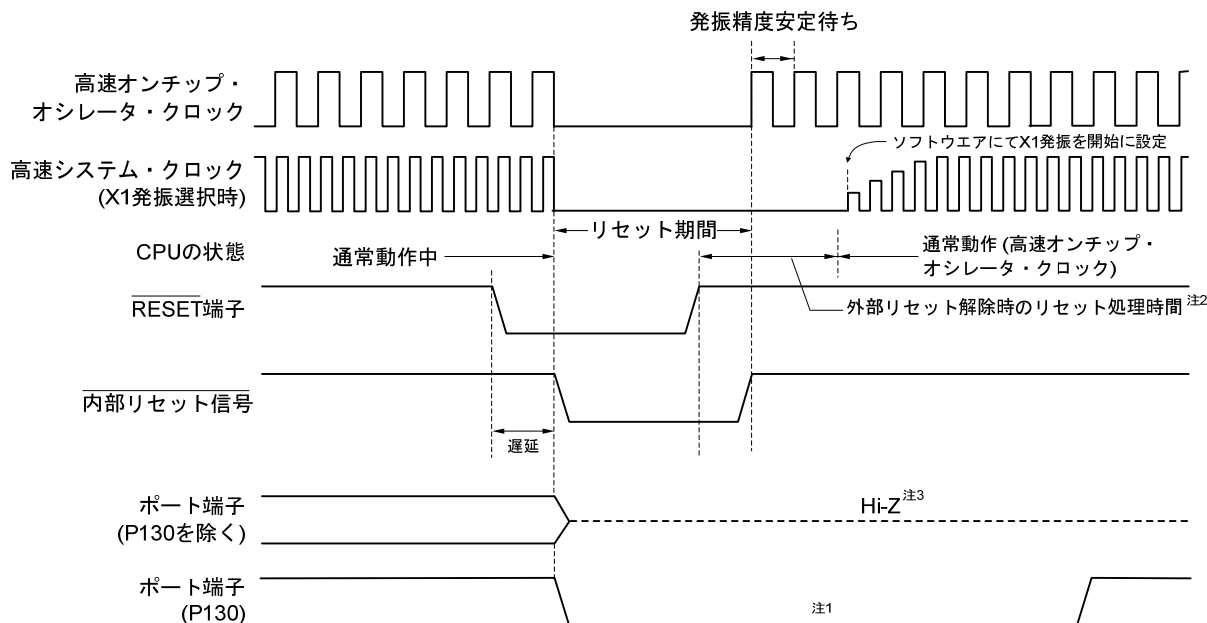 発振精度安定待ち
高速オンチップ・
オシレータ・クロック
ソフトウエアにてX1発振を開始に設定
高速システム・クロック
(X1発振選択時)
リセット期間
CPUの状態
通常動作中
通常動作 (高速オンチップ・
オシレータ・クロック)
RESET端子
外部リセット解除時のリセット処理時間 注2
内部リセット信号
遅延
ポート端子
(P130を除く)
Hi-Z 注3
ポート端子
(P130)
注1